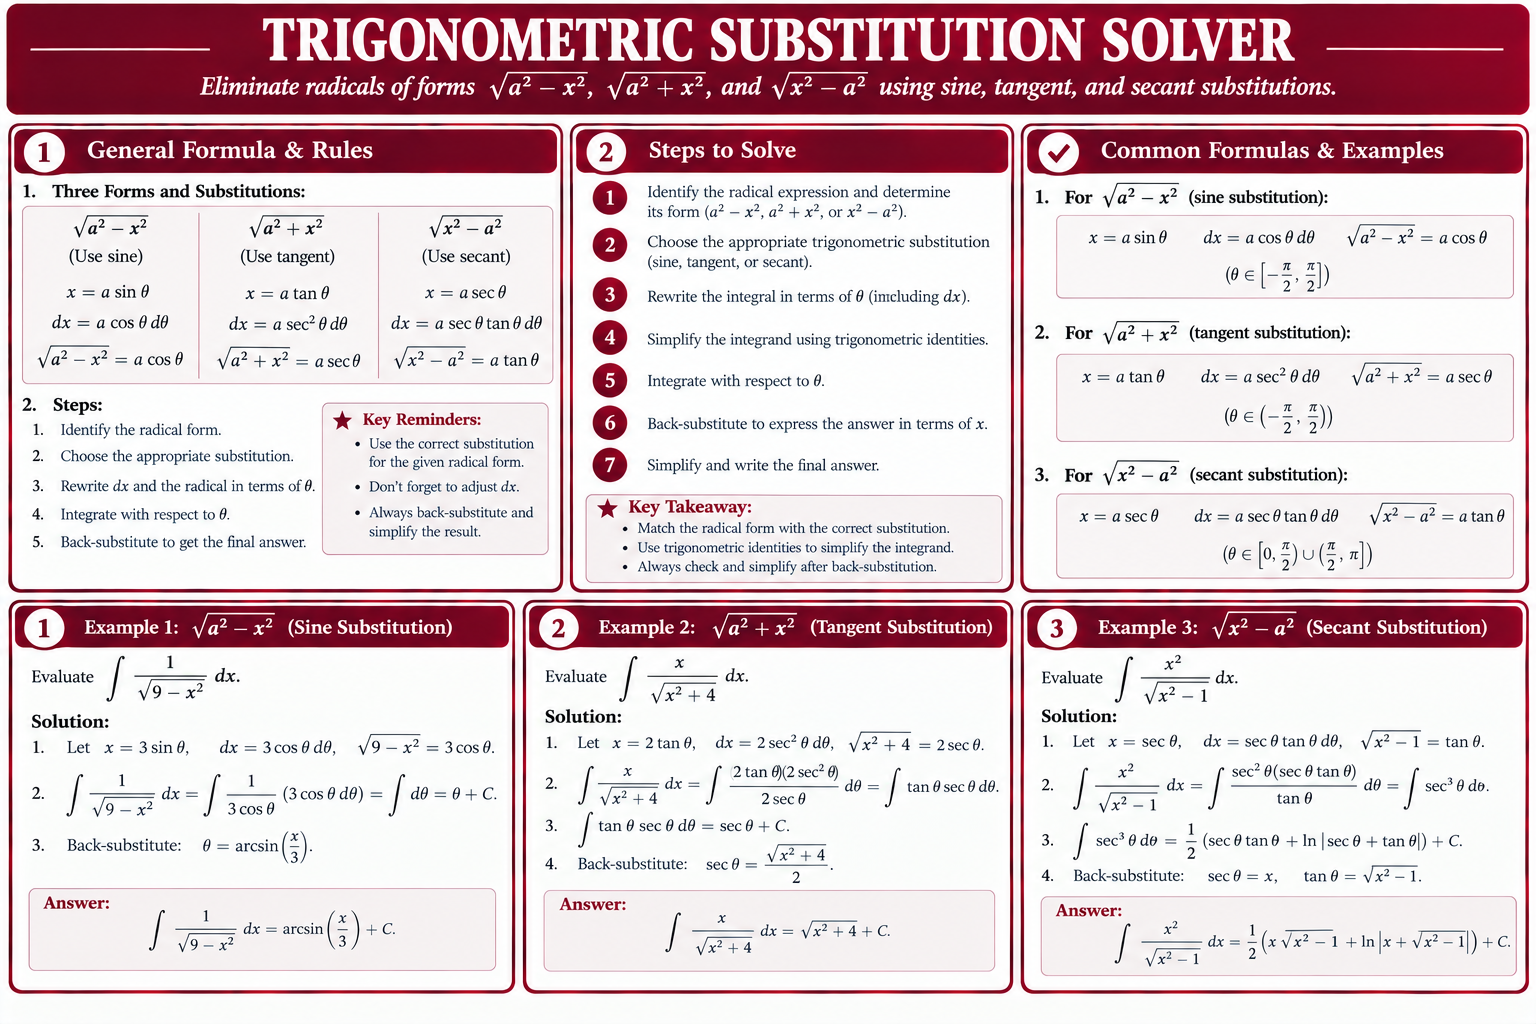 TRIGONOMETRIC SUBSTITUTION SOLVER
Eliminate radicals of forms √(a² − x²), √(a² + x²), and √(x² − a²) using sine, tangent, and secant substitutions.
1 General Formula & Rules
1. Three Forms and Substitutions:
√(a² − x²) √(a² + x²) √(x² − a²)
(Use sine) (Use tangent) (Use secant)
x = a sin θ x = a tan θ x = a sec θ
dx = a cos θ dθ dx = a sec² θ dθ dx = a sec θ tan θ dθ
√(a² − x²) = a cos θ √(a² + x²) = a sec θ √(x² − a²) = a tan θ
2. Steps:
1. Identify the radical form.
2. Choose the appropriate substitution.
3. Rewrite dx and the radical in terms of θ.
4. Integrate with respect to θ.
5. Back-substitute to get the final answer.
★ Key Reminders:
• Use the correct substitution
for the given radical form.
• Don't forget to adjust dx.
• Always back-substitute and
simplify the result.
2 Steps to Solve
1 Identify the radical expression and determine
its form (a² − x², a² + x², or x² − a²).
2 Choose the appropriate trigonometric substitution
(sine, tangent, or secant).
3 Rewrite the integral in terms of θ (including dx).
4 Simplify the integrand using trigonometric identities.
5 Integrate with respect to θ.
6 Back-substitute to express the answer in terms of x.
7 Simplify and write the final answer.
★ Key Takeaway:
• Match the radical form with the correct substitution.
• Use trigonometric identities to simplify the integrand.
• Always check and simplify after back-substitution.
✓ Common Formulas & Examples
1. For √(a² − x²) (sine substitution):
x = a sin θ dx = a cos θ dθ √(a² − x²) = a cos θ
(θ ∈ [−π/2, π/2])
2. For √(a² + x²) (tangent substitution):
x = a tan θ dx = a sec² θ dθ √(a² + x²) = a sec θ
(θ ∈ (−π/2, π/2))
3. For √(x² − a²) (secant substitution):
x = a sec θ dx = a sec θ tan θ dθ √(x² − a²) = a tan θ
(θ ∈ [0, π/2) ∪ (π/2, π])
1 Example 1: √(a² − x²) (Sine Substitution)
Evaluate ∫ 1/√(9 − x²) dx.
Solution:
1. Let x = 3 sin θ, dx = 3 cos θ dθ, √(9 − x²) = 3 cos θ.
2. ∫ 1/√(9 − x²) dx = ∫ 1/(3 cos θ) (3 cos θ dθ) = ∫ dθ = θ + C.
3. Back-substitute: θ = arcsin(x/3).
Answer:
∫ 1/√(9 − x²) dx = arcsin(x/3) + C.
2 Example 2: √(a² + x²) (Tangent Substitution)
Evaluate ∫ x/√(x² + 4) dx.
Solution:
1. Let x = 2 tan θ, dx = 2 sec² θ dθ, √(x² + 4) = 2 sec θ.
2. ∫ x/√(x² + 4) dx = ∫ (2 tan θ)(2 sec² θ)/(2 sec θ) dθ = ∫ tan θ sec θ dθ.
3. ∫ tan θ sec θ dθ = sec θ + C.
4. Back-substitute: sec θ = √(x² + 4)/2.
Answer:
∫ x/√(x² + 4) dx = √(x² + 4) + C.
3 Example 3: √(x² − a²) (Secant Substitution)
Evaluate ∫ x²/√(x² − 1) dx.
Solution:
1. Let x = sec θ, dx = sec θ tan θ dθ, √(x² − 1) = tan θ.
2. ∫ x²/√(x² − 1) dx = ∫ sec² θ(sec θ tan θ)/tan θ dθ = ∫ sec³ θ dθ.
3. ∫ sec³ θ dθ = 1/2 (sec θ tan θ + ln |sec θ + tan θ|) + C.
4. Back-substitute: sec θ = x, tan θ = √(x² − 1).
Answer:
∫ x²/√(x² − 1) dx = 1/2 (x √(x² − 1) + ln |x + √(x² − 1)|) + C.